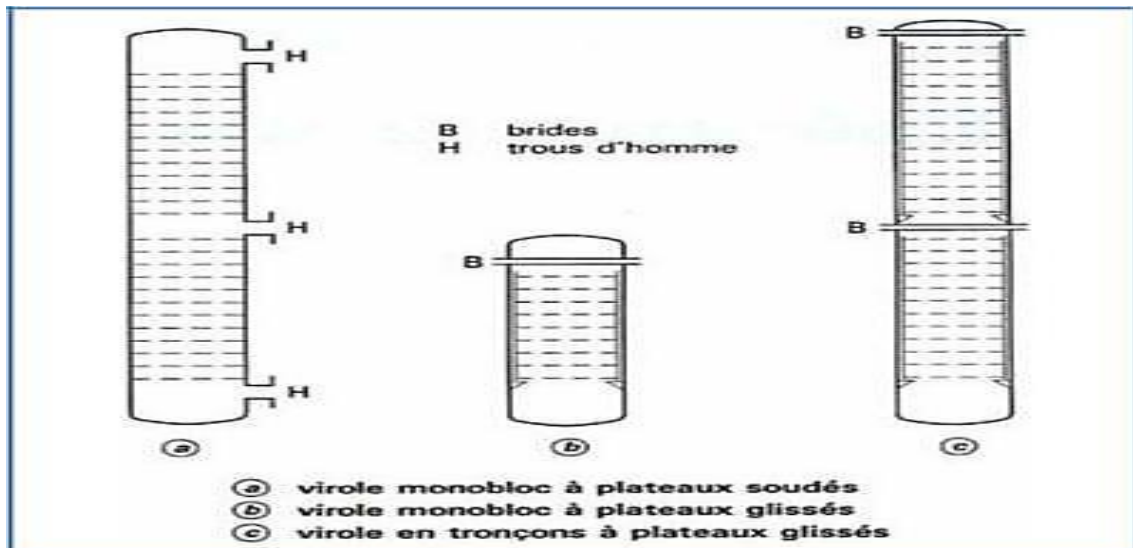 H
B
B brides
H trous d'homme
H
B
B
H
a
b
c
a virole monobloc à plateaux soudés
b virole monobloc à plateaux glissés
c virole en tronçons à plateaux glissés